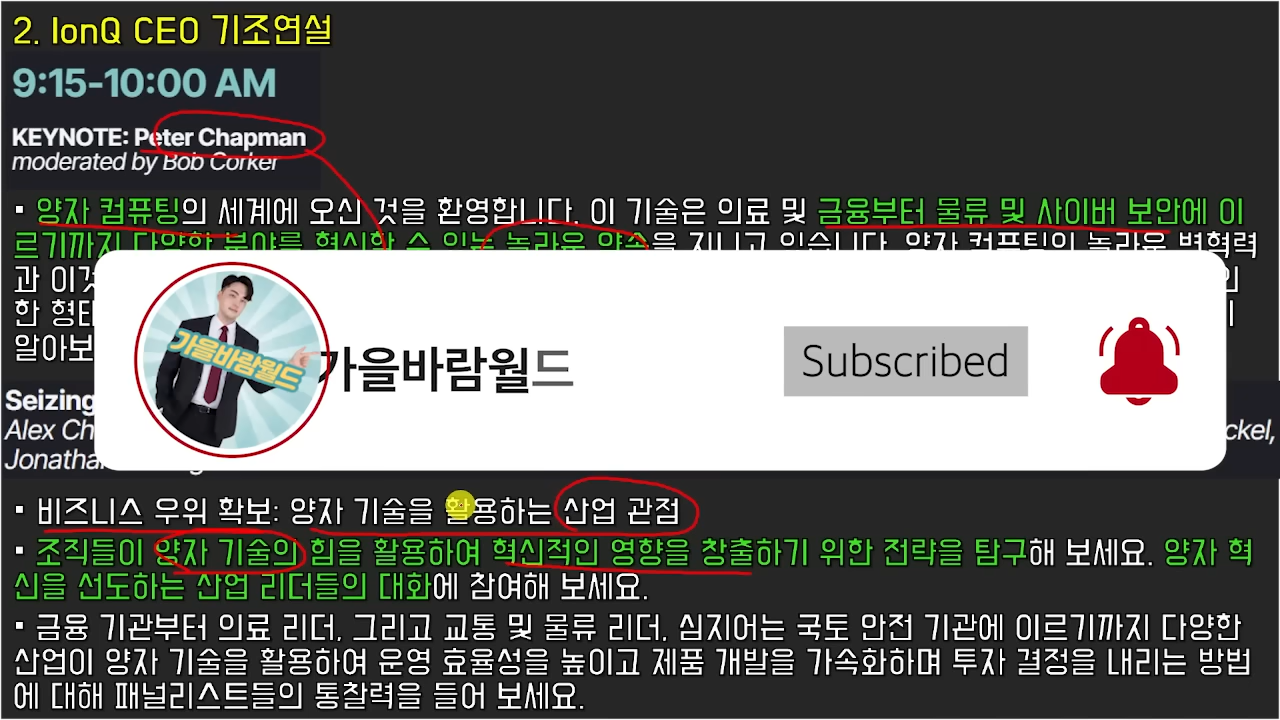 2. IonQ CEO 기조연설
9:15-10:00 AM
KEYNOTE: Peter Chapman
moderated by Bob Corker
▪ 양자 컴퓨팅의 세계에 오신 것을 환영합니다. 이 기술은 의료 및 금융부터 물류 및 사이버 보안에 이
르기까지 다양한 분야를 혁신할 수 있는 놀라운 약속을 지니고 있습니다. 양자 컴퓨팅의 놀라운 변혁력
과 이것
한 형태
알아보
가을바람월드
가을바람월드
Subscribed
Seizing
Alex Ch ckel,
Jonathan
▪ 비즈니스 우위 확보: 양자 기술을 활용하는 산업 관점
▪ 조직들이 양자 기술의 힘을 활용하여 혁신적인 영향을 창출하기 위한 전략을 탐구해 보세요. 양자 혁
신을 선도하는 산업 리더들의 대화에 참여해 보세요.
▪ 금융 기관부터 의료 리더, 그리고 교통 및 물류 리더, 심지어는 국토 안전 기관에 이르기까지 다양한
산업이 양자 기술을 활용하여 운영 효율성을 높이고 제품 개발을 가속화하며 투자 결정을 내리는 방법
에 대해 패널리스트들의 통찰력을 들어 보세요.